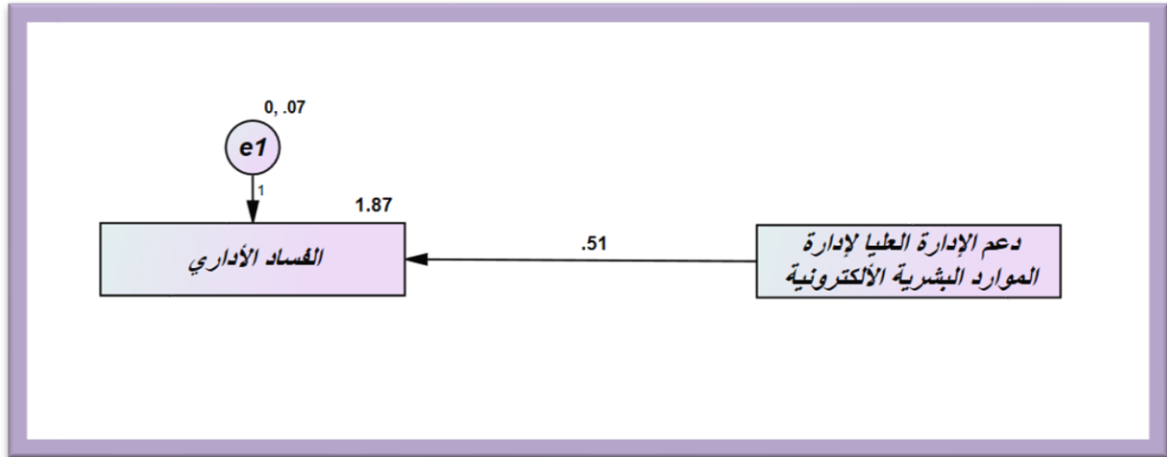 0, .07
e1
1
1.87
الفساد الأداري
.51
دعم الإدارة العليا لإدارة
الموارد البشرية الألكترونية